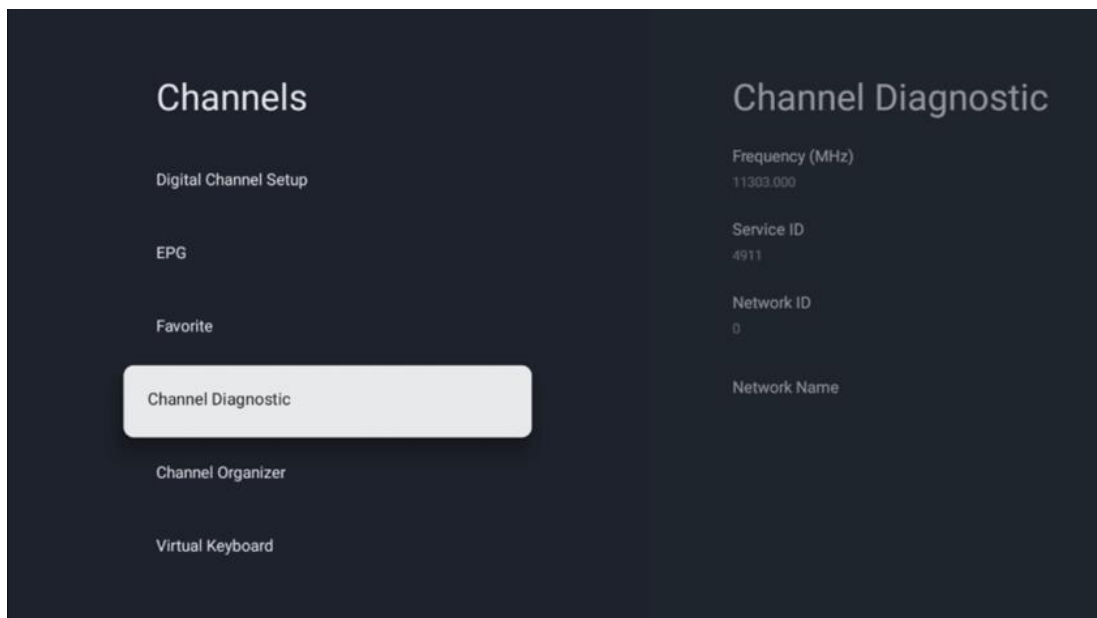 Channels
Digital Channel Setup
EPG
Favorite
Channel Diagnostic
Channel Organizer
Virtual Keyboard
Channel Diagnostic
Frequency (MHz)
11303.000
Service ID
4911
Network ID
0
Network Name